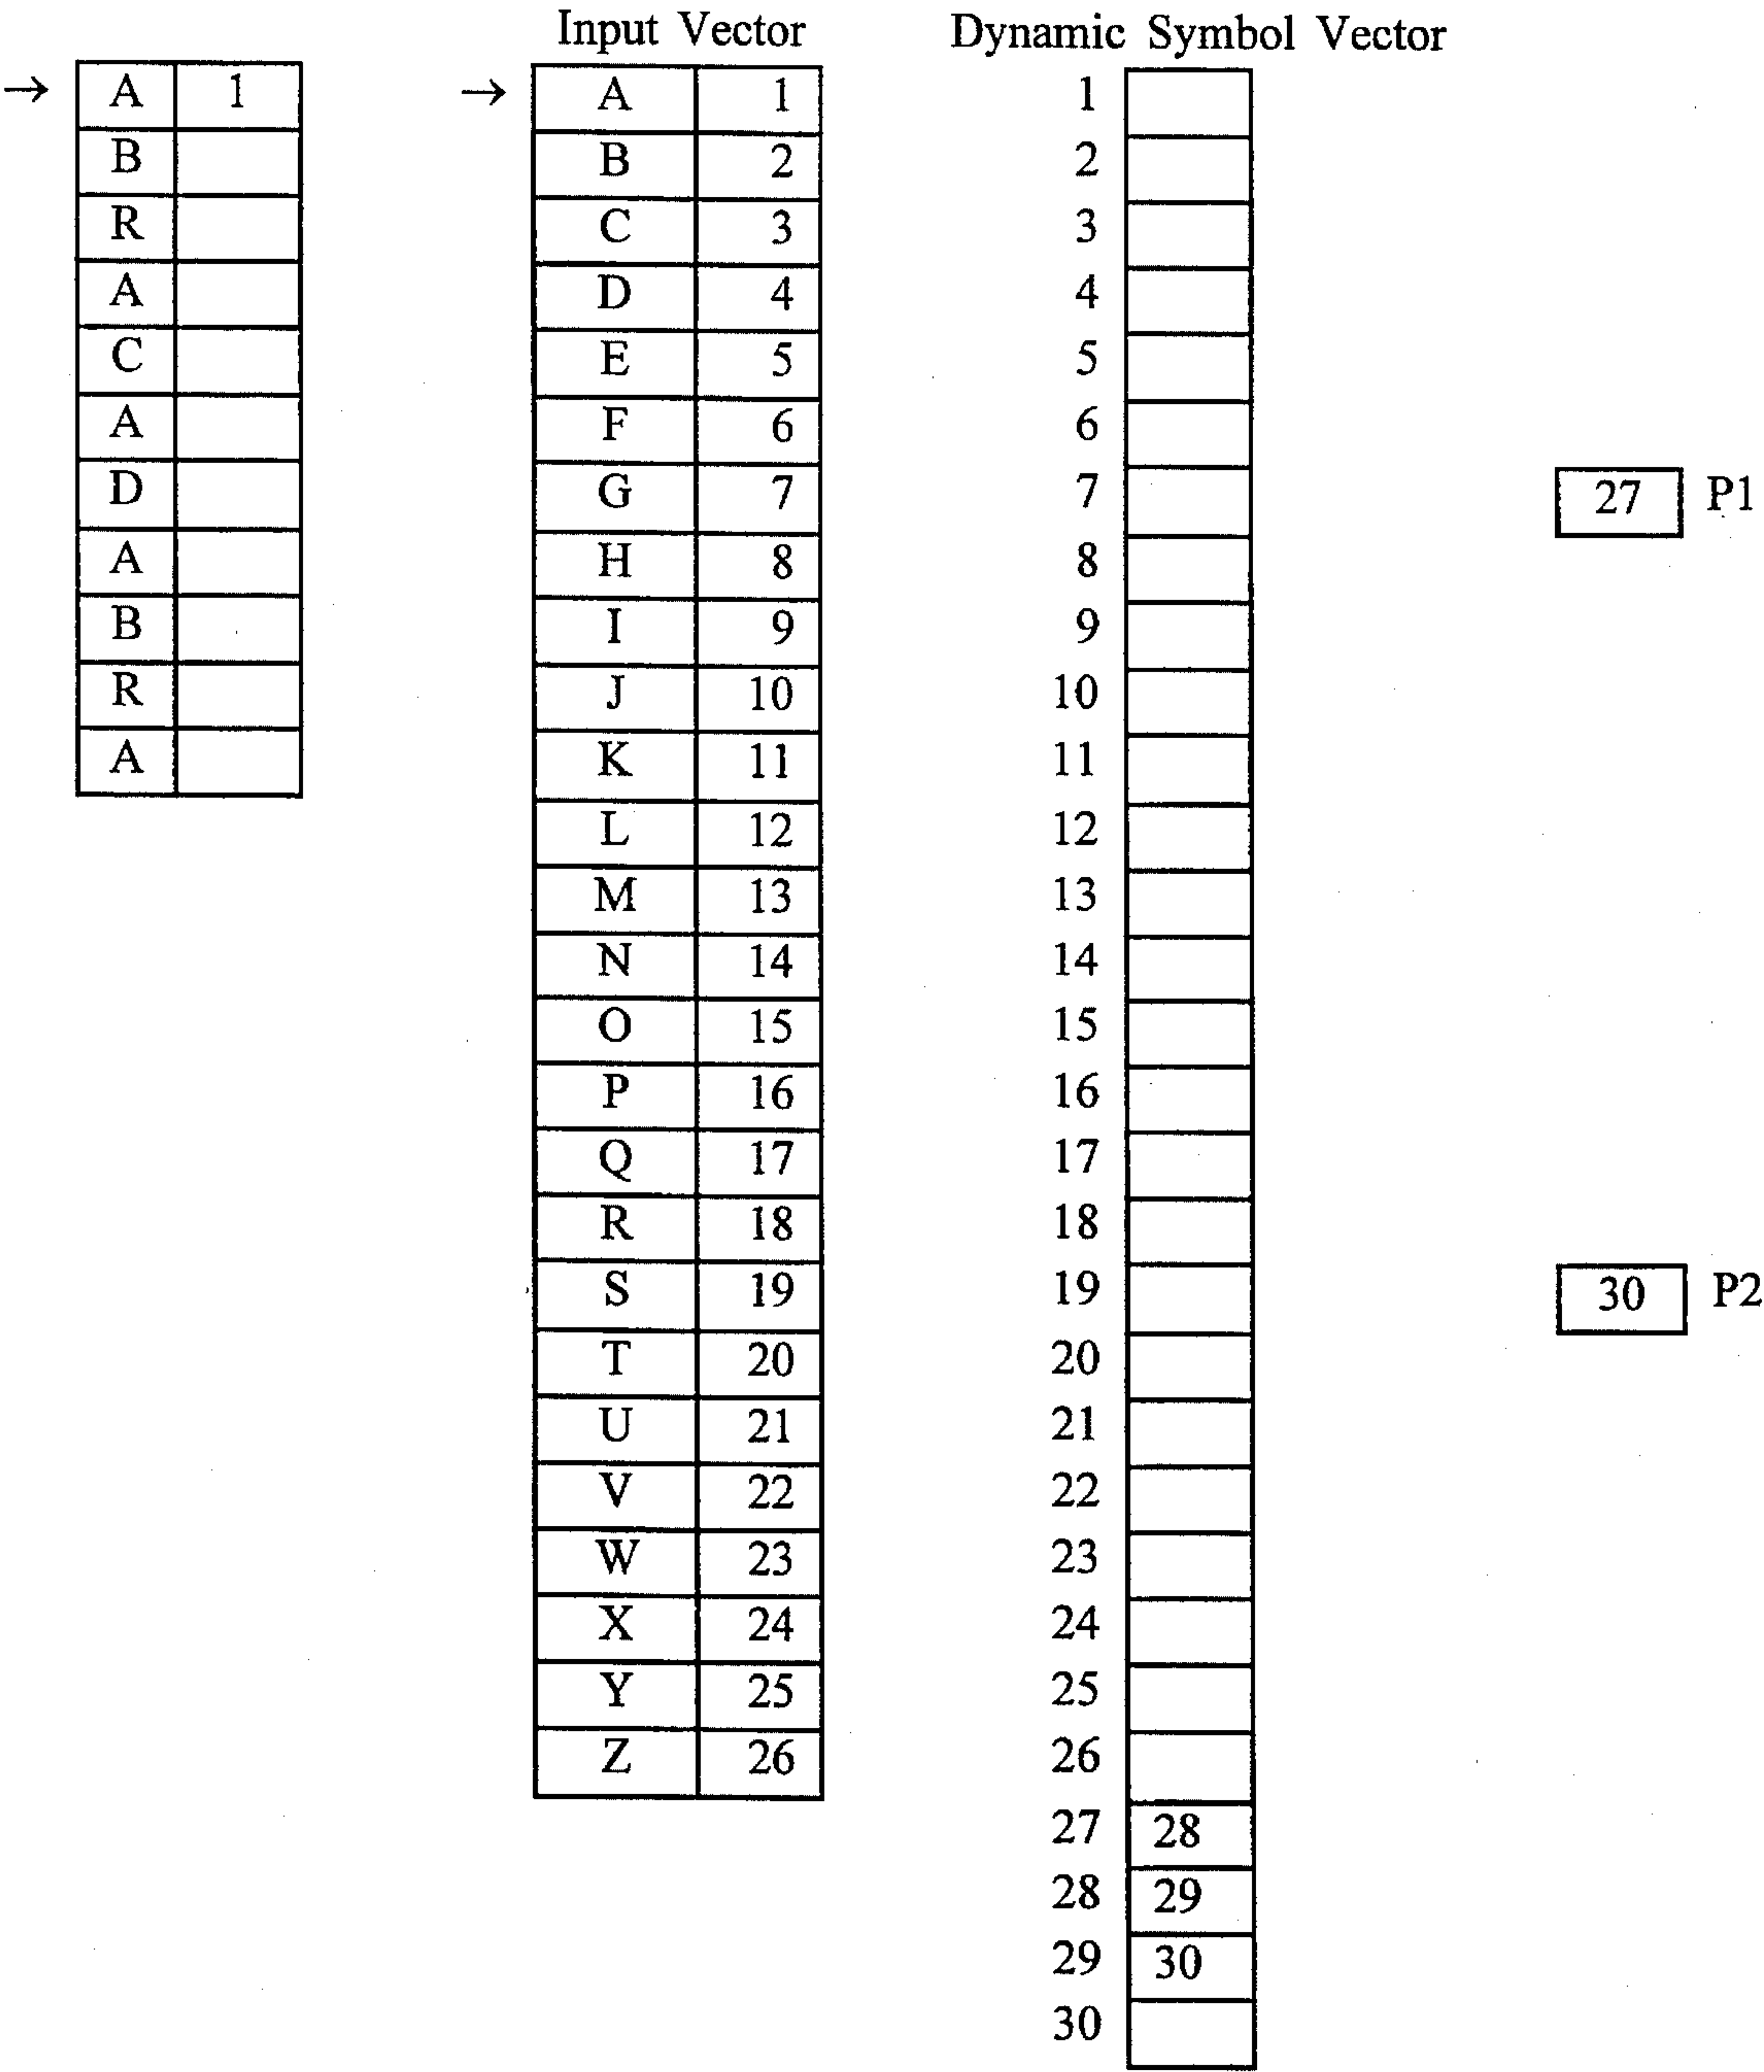 Input Vector
Dynamic Symbol Vector
→ A 1
B
R
A
C
A
D
A
B
R
A
→ A 1
B 2
C 3
D 4
E 5
F 6
G 7
H 8
I 9
J 10
K 11
L 12
M 13
N 14
O 15
P 16
Q 17
R 18
S 19
T 20
U 21
V 22
W 23
X 24
Y 25
Z 26
1
2
3
4
5
6
7
8
9
10
11
12
13
14
15
16
17
18
19
20
21
22
23
24
25
26
27 28
28 29
29 30
30
27 P1
30 P2